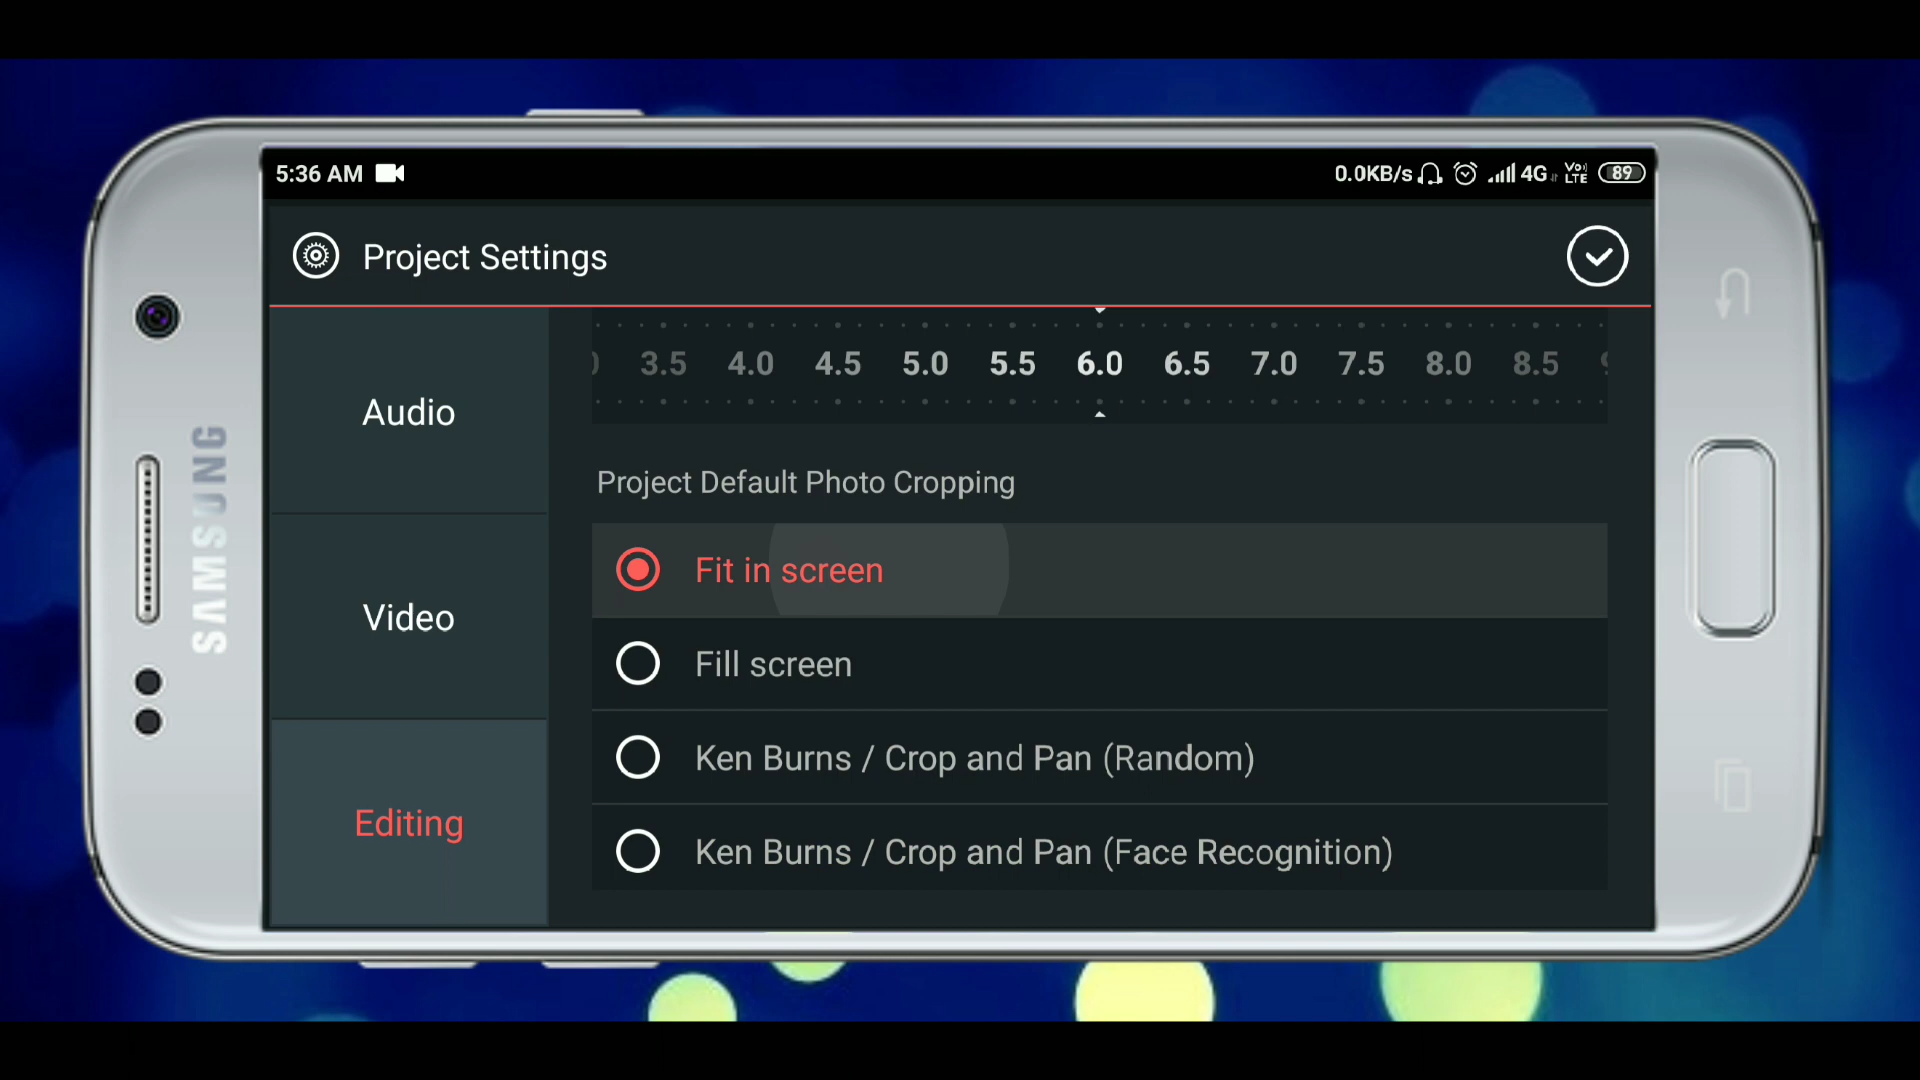 5:36 AM
0.0KB/s 4G Vo) LTE 89
Project Settings
3.5 4.0 4.5 5.0 5.5 6.0 6.5 7.0 7.5 8.0 8.5
Audio
Project Default Photo Cropping
Fit in screen
Video
Fill screen
Ken Burns / Crop and Pan (Random)
Editing
Ken Burns / Crop and Pan (Face Recognition)
SAMSUNG